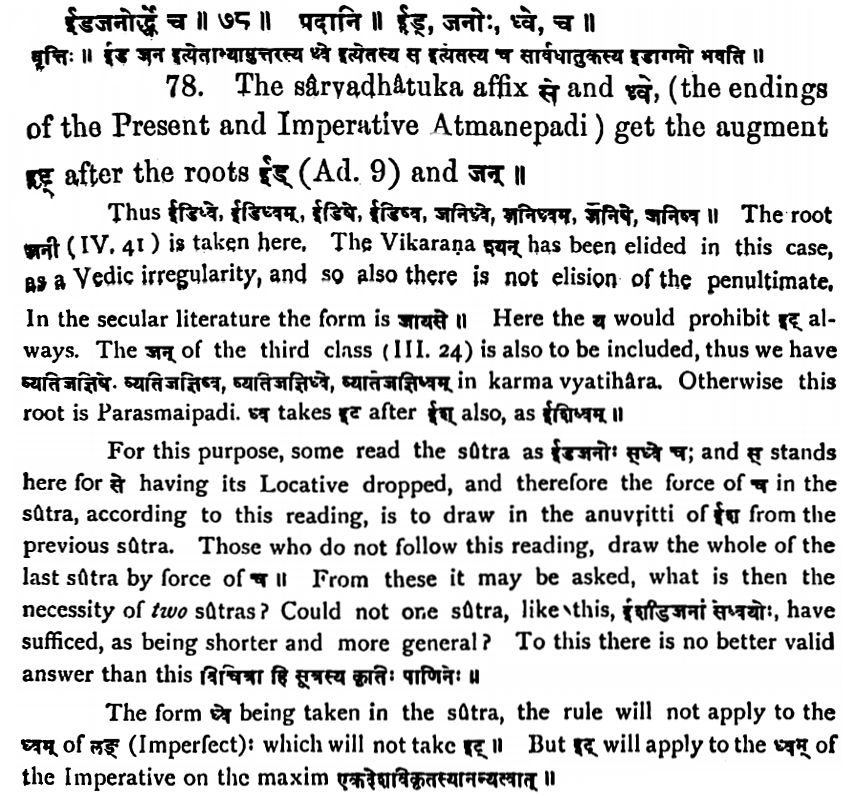 ईडजनोर्द्ध्वे च ॥ ७८ ॥ पदानि ॥ ईड्, जनोः, ध्वे, च ॥
वृत्तिः ॥ ईड जन इत्येताभ्यामुत्तरस्य ध्वे इत्येतस्य स इत्येतस्य च सार्वधातुकस्य इडागमो भवति ॥
78. The sârvadhâtuka affix से and ध्वे, (the endings
of the Present and Imperative Atmanepadi) get the augment
इट् after the roots ईड् (Ad. 9) and जन् ॥
Thus ईडिध्वे, ईडिध्वम्, ईडिषे, ईडिष्व, जनिध्वे, जनिध्वम, जनिषे, जनिष्व ॥ The root
जनी (IV. 41) is taken here. The Vikaraṇa इयन् has been elided in this case,
as a Vedic irregularity, and so also there is not elision of the penultimate.
In the secular literature the form is जायसे ॥ Here the य would prohibit इट् al-
ways. The जन् of the third class (III. 24) is also to be included, thus we have
व्यतिजज्ञिषे. व्यतिजज्ञिष्व, व्यतिजज्ञिध्वे, व्यतिजज्ञिध्वम् in karma vyatihâra. Otherwise this
root is Parasmaipadi. ध्व takes इट after ईश् also, as ईशिध्वम् ॥
For this purpose, some read the sûtra as ईडजनोः स्ध्वे च; and स् stands
here for से having its Locative dropped, and therefore the force of च in the
sûtra, according to this reading, is to draw in the anuvṛitti of ईश from the
previous sûtra. Those who do not follow this reading, draw the whole of the
last sûtra by force of च ॥ From these it may be asked, what is then the
necessity of two sûtras? Could not one sûtra, like this, ईशीडजनां सेध्वयोः, have
sufficed, as being shorter and more general? To this there is no better valid
answer than this विचित्रा हि सूत्रस्य कृतिः पाणिनेः ॥
The form ध्वे being taken in the sûtra, the rule will not apply to the
ध्वम् of लङ् (Imperfect): which will not take इट् ॥ But इट् will apply to the ध्वम् of
the Imperative on the maxim एकदेशविकृतस्यानन्यत्वात् ॥